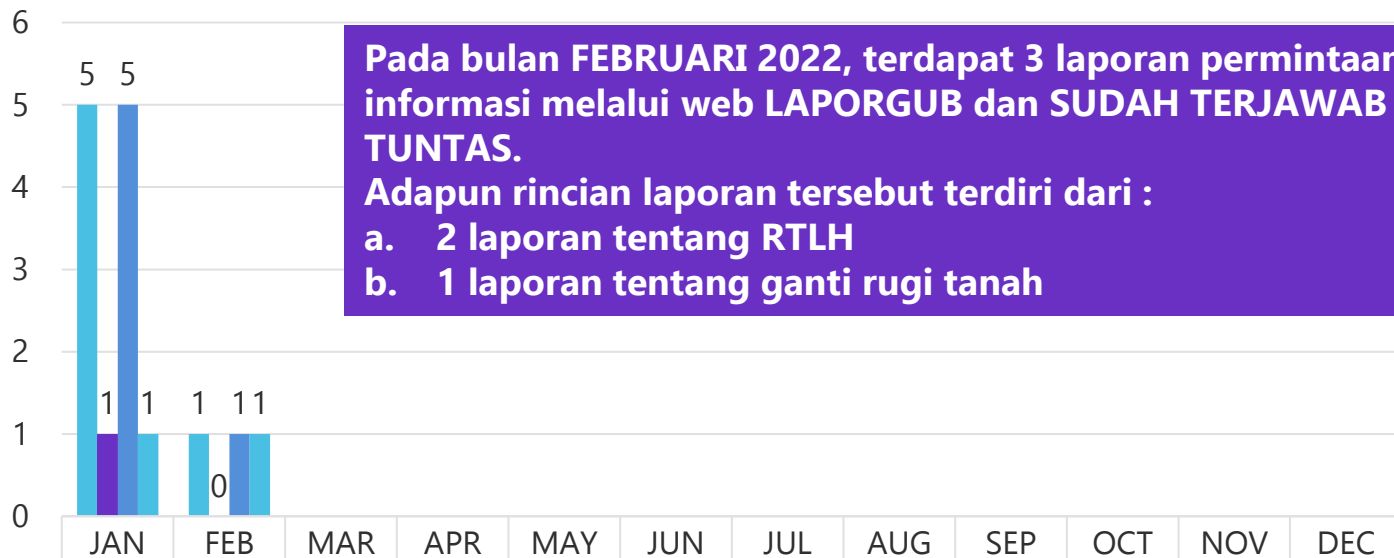 6
5
4
3
2
1
0
5 5
1 1
1 1 1
0
Pada bulan FEBRUARI 2022, terdapat 3 laporan permintaan
informasi melalui web LAPORGUB dan SUDAH TERJAWAB
TUNTAS.
Adapun rincian laporan tersebut terdiri dari :
a. 2 laporan tentang RTLH
b. 1 laporan tentang ganti rugi tanah
JAN FEB MAR APR MAY JUN JUL AUG SEP OCT NOV DEC